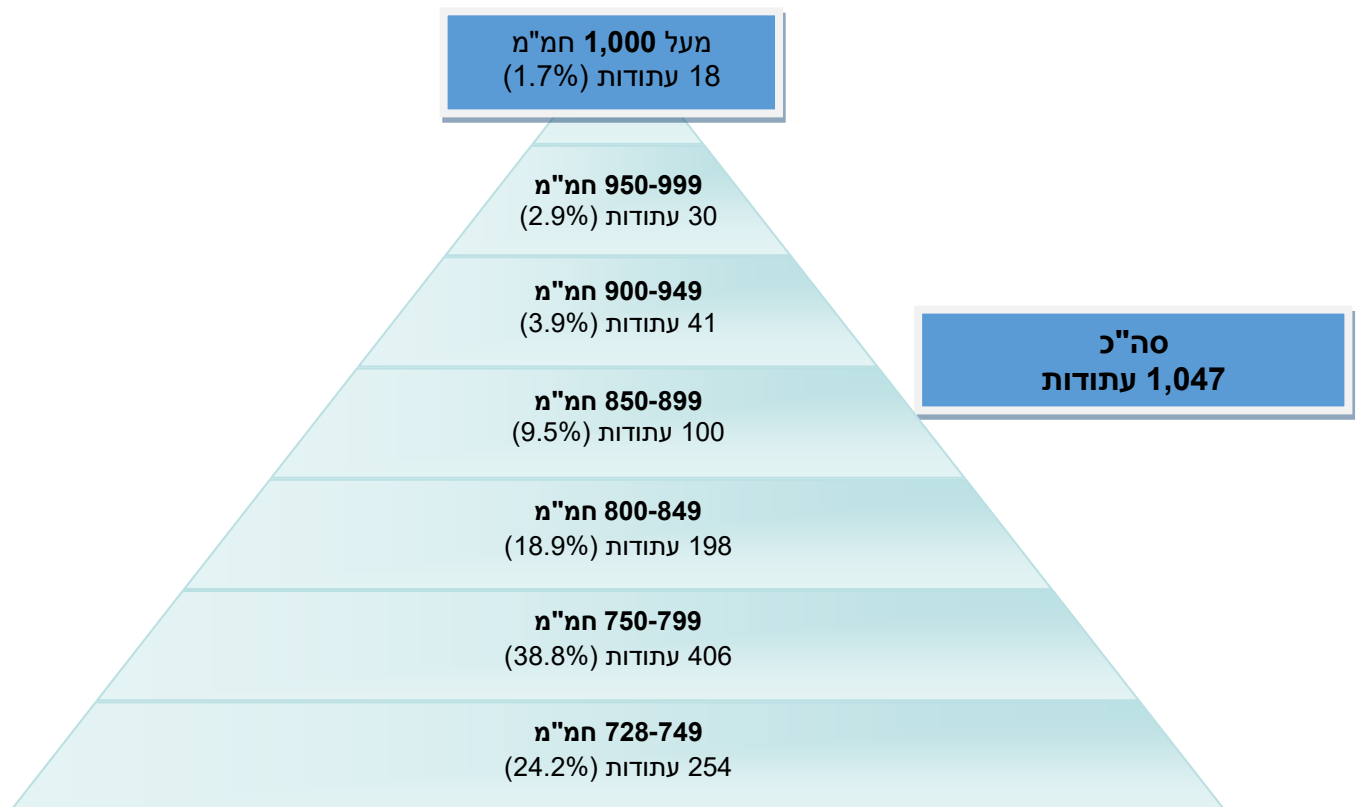 מעל 1,000 חמ"מ
18 עתודות (1.7%)
950-999 חמ"מ
30 עתודות (2.9%)
900-949 חמ"מ
41 עתודות (3.9%)
סה"כ
1,047 עתודות
850-899 חמ"מ
100 עתודות (9.5%)
800-849 חמ"מ
198 עתודות (18.9%)
750-799 חמ"מ
406 עתודות (38.8%)
728-749 חמ"מ
254 עתודות (24.2%)